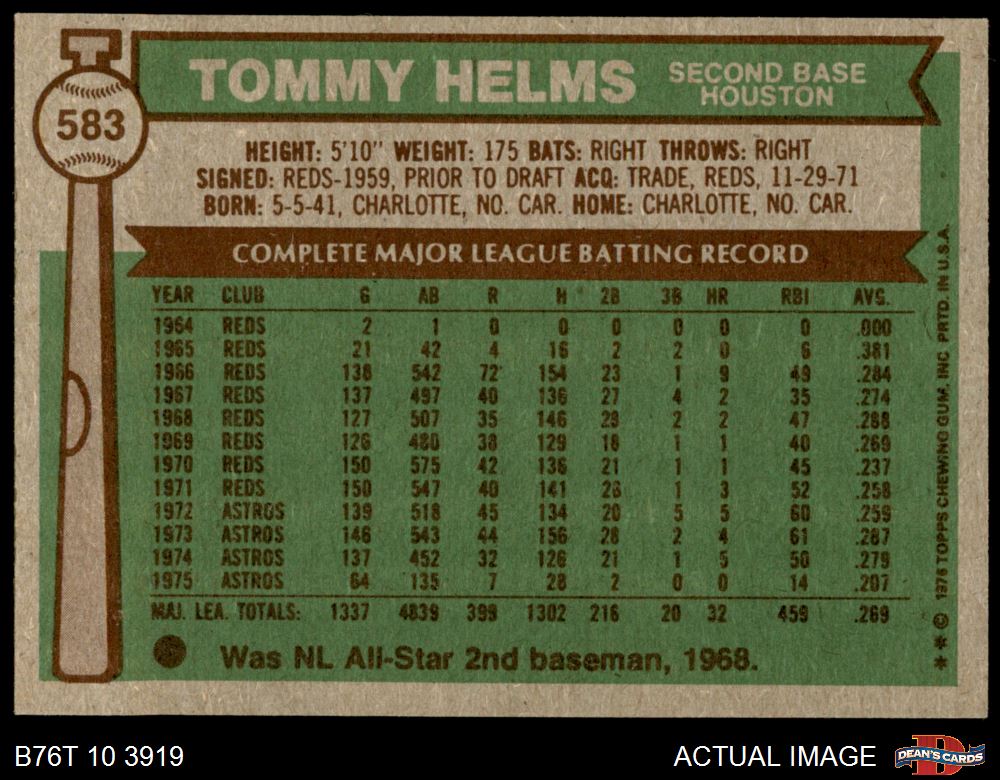 T
583
TOMMY HELMS
SECOND BASE
HOUSTON
HEIGHT: 5'10" WEIGHT: 175 BATS: RIGHT THROWS: RIGHT
SIGNED: REDS-1959, PRIOR TO DRAFT ACQ: TRADE, REDS, 11-29-71
BORN: 5-5-41, CHARLOTTE, NO. CAR. HOME: CHARLOTTE, NO. CAR.
COMPLETE MAJOR LEAGUE BATTING RECORD
YEAR CLUB G AB R H 2B 3B HR RBI AVG.
1964 REDS 2 1 0 0 0 0 0 0 .000
1965 REDS 21 42 4 16 2 2 0 6 .381
1966 REDS 138 542 72 154 23 1 9 49 .284
1967 REDS 137 497 40 136 27 4 2 35 .274
1968 REDS 127 507 35 146 28 2 2 47 .288
1969 REDS 126 480 38 129 18 1 1 40 .269
1970 REDS 150 575 42 136 21 1 1 45 .237
1971 REDS 150 547 40 141 26 1 3 52 .258
1972 ASTROS 139 518 45 134 20 5 5 60 .259
1973 ASTROS 146 543 44 156 28 2 4 61 .287
1974 ASTROS 137 452 32 126 21 1 5 50 .279
1975 ASTROS 64 135 7 28 2 0 0 14 .207
MAJ. LEA. TOTALS: 1337 4839 399 1302 216 20 32 459 .269
Was NL All-Star 2nd baseman, 1968.
* * © 1976 TOPPS CHEWING GUM, INC. PRTD. IN U.S.A.
B76T 10 3919
ACTUAL IMAGE
DEAN'S CARDS